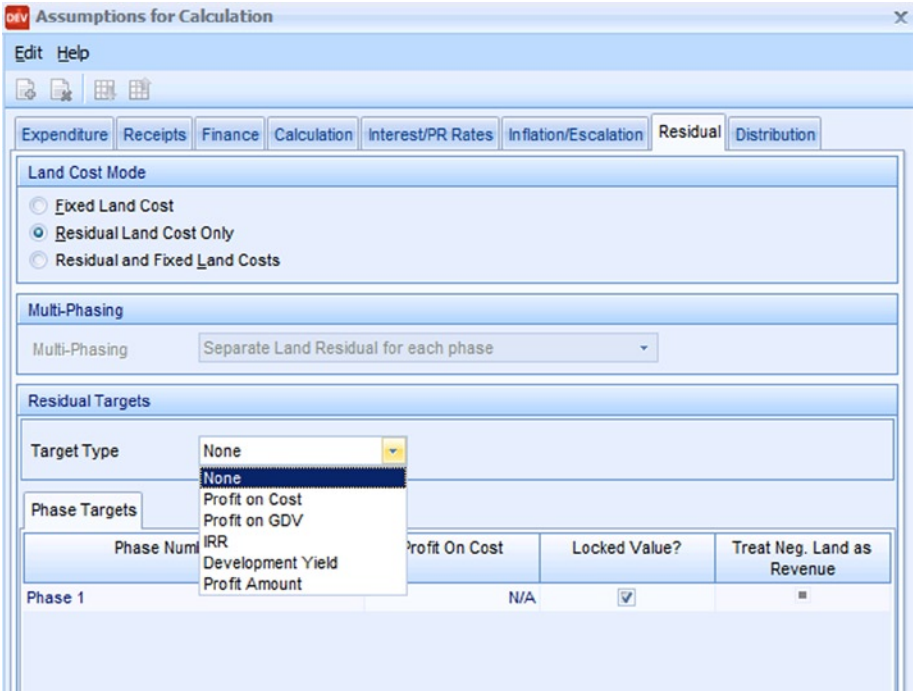 DEV Assumptions for Calculation x
Edit Help
Expenditure Receipts Finance Calculation Interest/PR Rates Inflation/Escalation Residual Distribution
Land Cost Mode
Fixed Land Cost
Residual Land Cost Only
Residual and Fixed Land Costs
Multi-Phasing
Multi-Phasing Separate Land Residual for each phase
Residual Targets
Target Type None
None
Profit on Cost
Profit on GDV
IRR
Development Yield
Profit Amount
Phase Targets
Phase Profit On Cost Locked Value? Treat Neg. Land as
Revenue
Phase 1 N/A